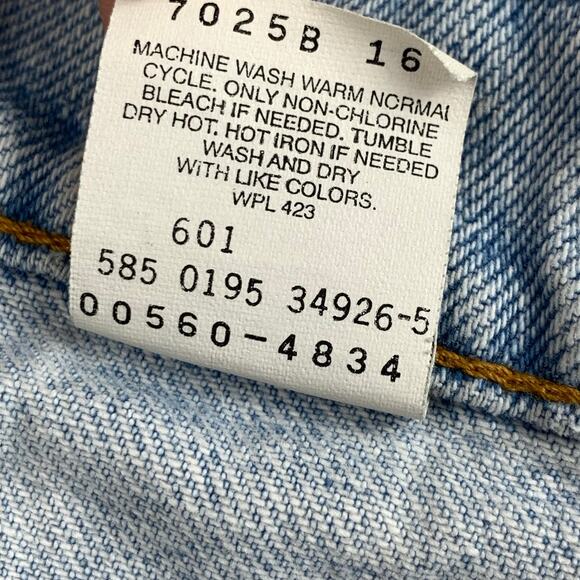 7025B 16
MACHINE WASH WARM NORMAL
CYCLE. ONLY NON-CHLORINE
BLEACH IF NEEDED. TUMBLE
DRY HOT. HOT IRON IF NEEDED
WASH AND DRY
WITH LIKE COLORS.
WPL 423
601
585 0195 34926-5
00560-4834